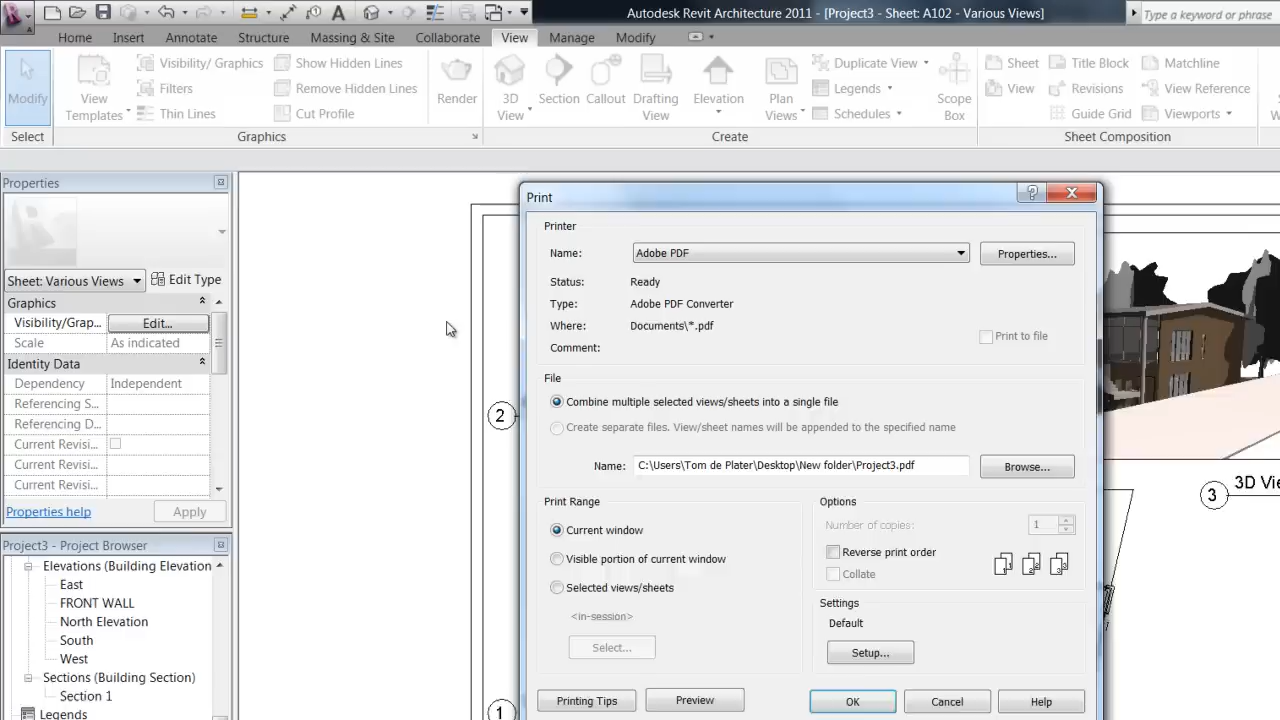 Autodesk Revit Architecture 2011 - [Project3 - Sheet: A102 - Various Views]
Type a keyword or phrase
Home Insert Annotate Structure Massing & Site Collaborate View Manage Modify
Modify
View Templates
Visibility/ Graphics
Filters
Thin Lines
Show Hidden Lines
Remove Hidden Lines
Cut Profile
Render
3D View
Section
Callout
Drafting View
Elevation
Plan Views
Duplicate View
Legends
Schedules
Scope Box
Sheet
View
Title Block
Revisions
Guide Grid
Matchline
View Reference
Viewports
Select Graphics Create Sheet Composition
Properties
Sheet: Various Views
Edit Type
Graphics
Visibility/Grap... Edit...
Scale As indicated
Identity Data
Dependency Independent
Referencing S...
Referencing D...
Current Revisi...
Current Revisi...
Current Revisi...
Properties help Apply
Project3 - Project Browser
Elevations (Building Elevation
East
FRONT WALL
North Elevation
South
West
Sections (Building Section)
Section 1
Legends
2
1
3
3D Vie
Print
Printer
Name: Adobe PDF Properties...
Status: Ready
Type: Adobe PDF Converter
Where: Documents\*.pdf
Comment:
Print to file
File
Combine multiple selected views/sheets into a single file
Create separate files. View/sheet names will be appended to the specified name
Name: C:\Users\Tom de Plater\Desktop\New folder\Project3.pdf Browse...
Print Range
Current window
Visible portion of current window
Selected views/sheets
<in-session>
Select...
Options
Number of copies: 1
Reverse print order
Collate
Settings
Default
Setup...
Printing Tips Preview OK Cancel Help